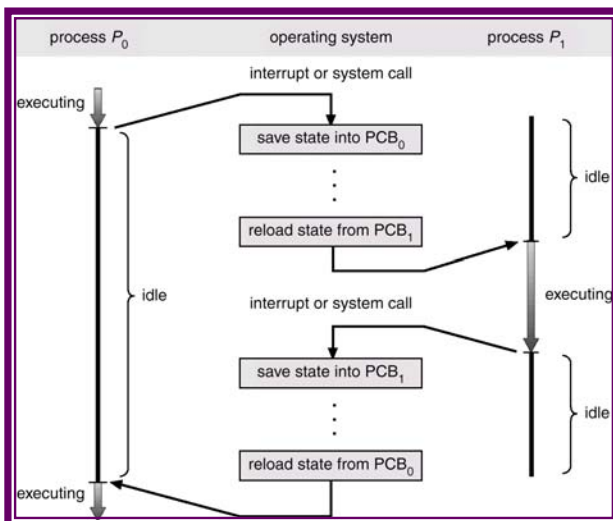 process P0 operating system process P1
interrupt or system call
executing
save state into PCB0
idle
reload state from PCB1
idle
interrupt or system call
executing
save state into PCB1
idle
reload state from PCB0
executing